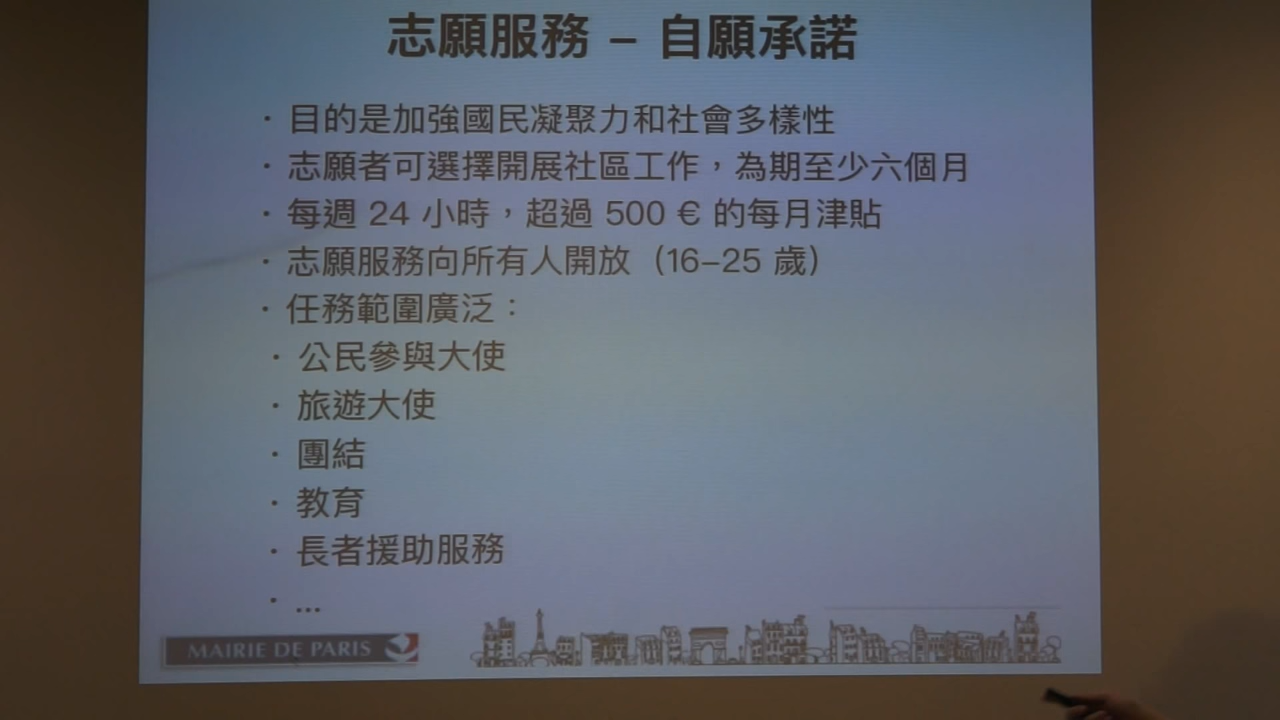 志願服務 – 自願承諾
· 目的是加強國民凝聚力和社會多樣性
· 志願者可選擇開展社區工作，為期至少六個月
· 每週 24 小時，超過 500 € 的每月津貼
· 志願服務向所有人開放（16–25 歲）
· 任務範圍廣泛：
· 公民參與大使
· 旅遊大使
· 團結
· 教育
· 長者援助服務
· ...
MAIRIE DE PARIS